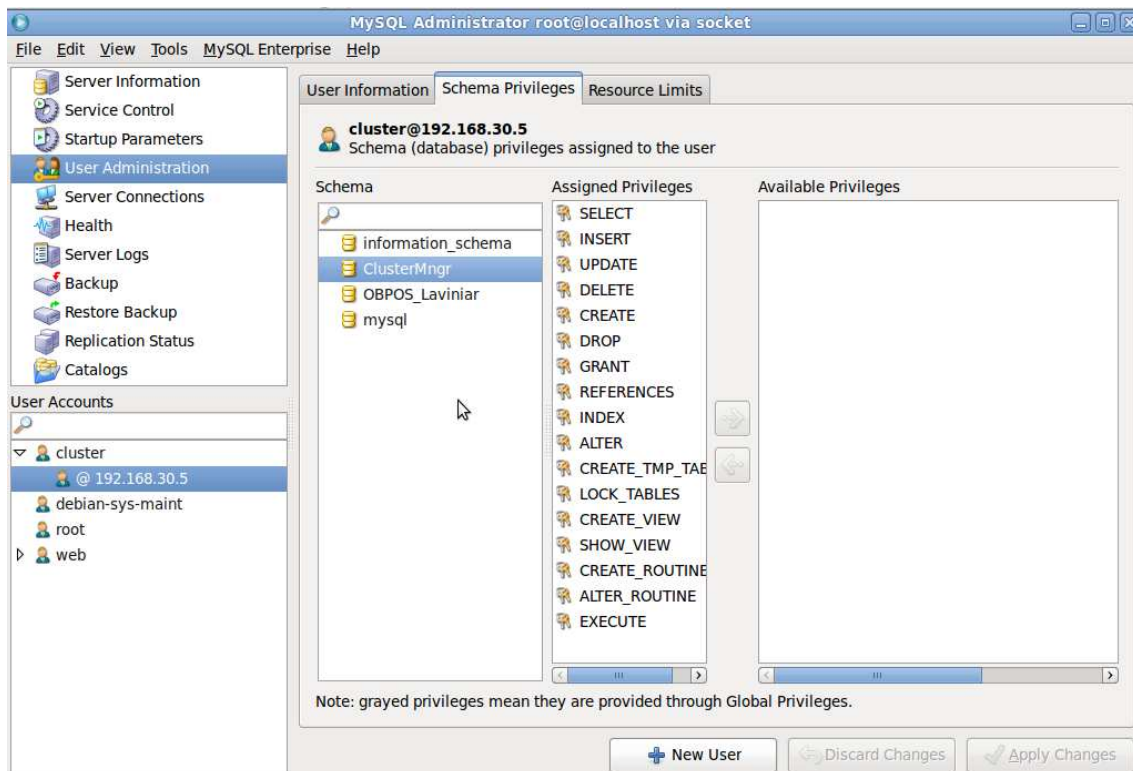 MySQL Administrator root@localhost via socket
File Edit View Tools MySQL Enterprise Help
Server Information
Service Control
Startup Parameters
User Administration
Server Connections
Health
Server Logs
Backup
Restore Backup
Replication Status
Catalogs
User Accounts
cluster
@ 192.168.30.5
debian-sys-maint
root
web
User Information Schema Privileges Resource Limits
cluster@192.168.30.5
Schema (database) privileges assigned to the user
Schema
information_schema
ClusterMngr
OBPOS_Laviniar
mysql
Assigned Privileges
SELECT
INSERT
UPDATE
DELETE
CREATE
DROP
GRANT
REFERENCES
INDEX
ALTER
CREATE_TMP_TAB
LOCK_TABLES
CREATE_VIEW
SHOW_VIEW
CREATE_ROUTINE
ALTER_ROUTINE
EXECUTE
Available Privileges
Note: grayed privileges mean they are provided through Global Privileges.
New User Discard Changes Apply Changes